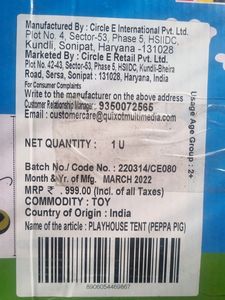 Manufactured By : Circle E International Pvt. Ltd.
Plot No. 4, Sector-53, Phase 5, HSIIDC,
Kundli, Sonipat, Haryana -131028
Marketed By : Circle E Retail Pvt. Ltd.
Plot No. 42-43, Sector-53, Phase 5, HSIIDC, Kundli-
Road, Sersa, Sonipat : 131028, Haryana, India
For Consumer Complaints
Write to the manufacturer on the above address
Customer Relationship Manager : 9350072565
Email : customercare@quixotmultimedia.com
Usage Age Group : 2+
NET QUANTITY : 1 U
Batch No./ Code No. : 220314/CE080
Month & Yr. of Mfg. MARCH 2022
MRP ₹ . 999.00 (Incl. of all Taxes)
COMMODITY : TOY
Country of Origin : India
Name of the article : PLAYHOUSE TENT (PEPPA PIG)
8906054469867